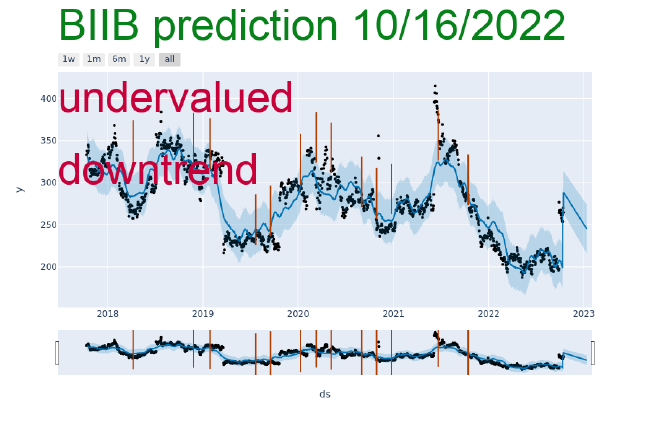 BIIB prediction 10/16/2022
1w 1m 6m 1y all
undervalued
downtrend
400
350
300
250
200
y
2018 2019 2020 2021 2022 2023
ds